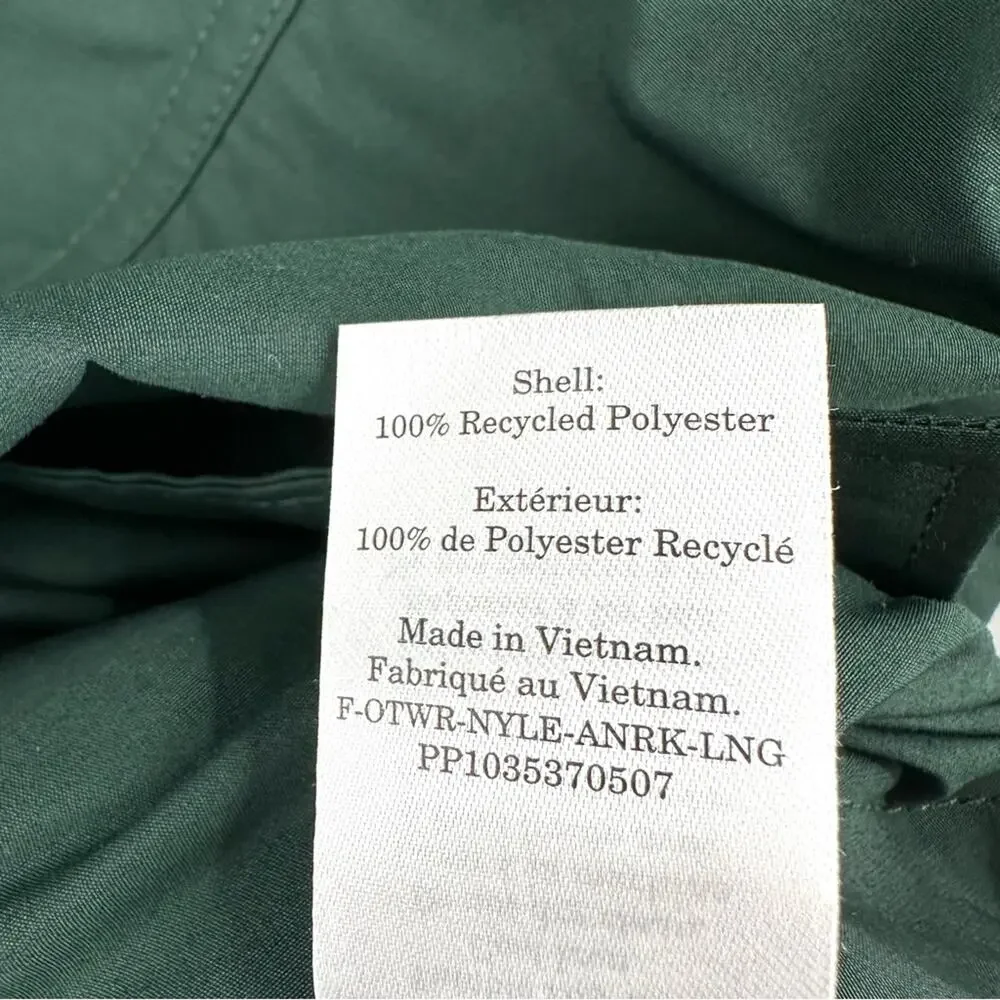 Shell:
100% Recycled Polyester
Extérieur:
100% de Polyester Recyclé
Made in Vietnam.
Fabriqué au Vietnam.
F-OTWR-NYLE-ANRK-LNG
PP1035370507